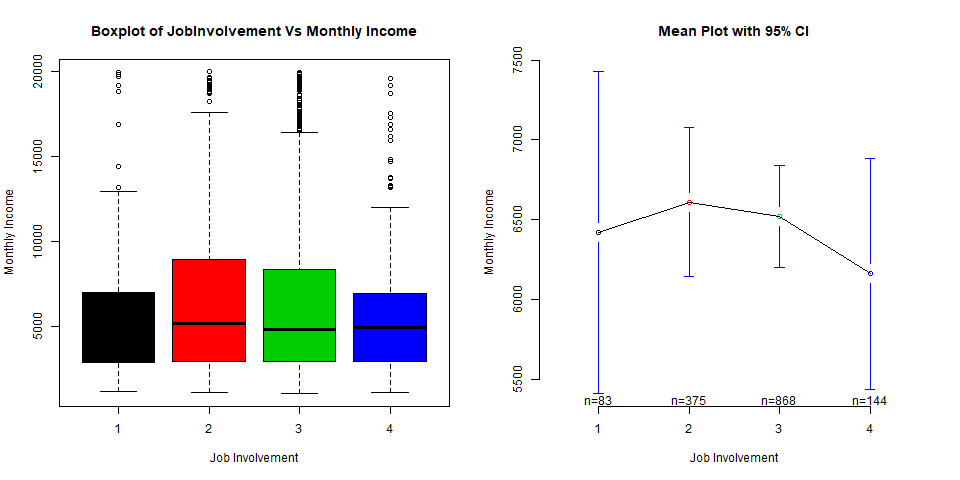 Boxplot of JobInvolvement Vs Monthly Income
Monthly Income
20000
15000
10000
5000
1
2
3
4
Job Involvement
Mean Plot with 95% CI
Monthly Income
7500
7000
6500
6000
5500
n=83
n=375
n=868
n=144
1
2
3
4
Job Involvement